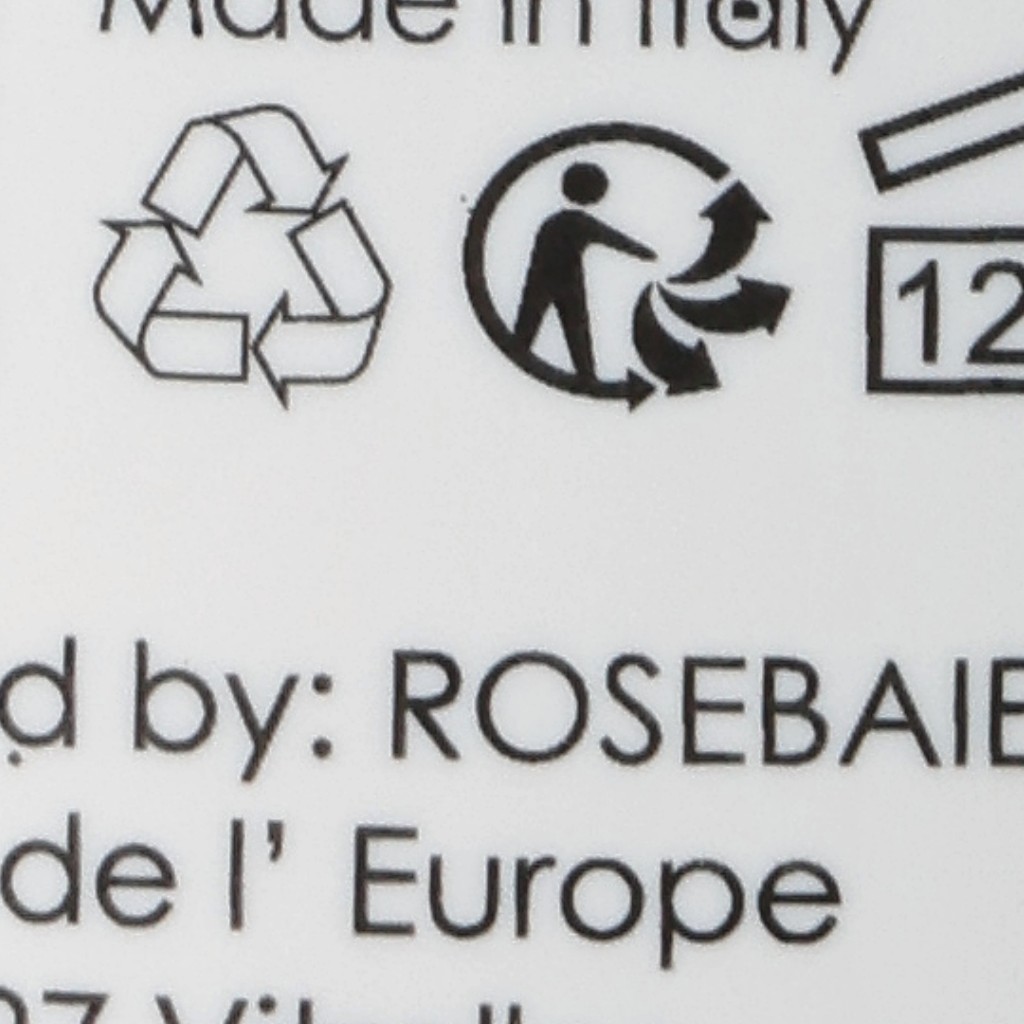 Made in Italy
12
d by: ROSEBAIE
de l' Europe